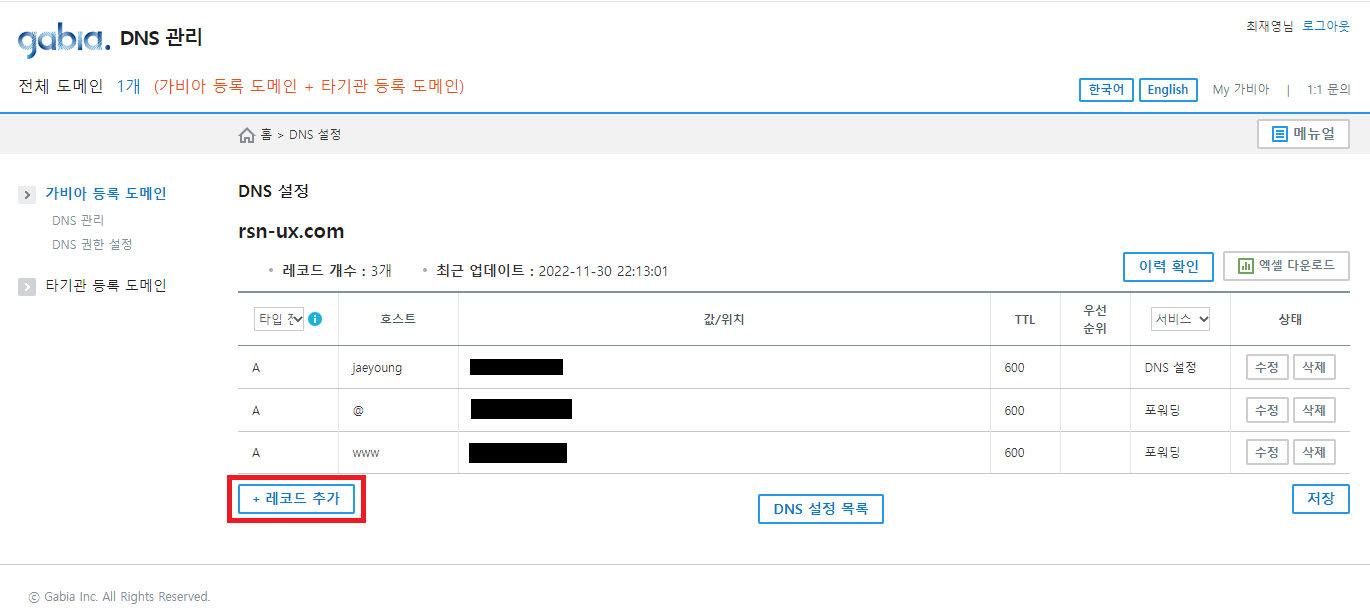 gabia. DNS 관리
최재영님 로그아웃
전체 도메인 1개 (가비아 등록 도메인 + 타기관 등록 도메인)
한국어 English My 가비아 | 1:1 문의
홈 > DNS 설정
메뉴얼
가비아 등록 도메인
DNS 관리
DNS 권한 설정
타기관 등록 도메인
DNS 설정
rsn-ux.com
• 레코드 개수 : 3개 • 최근 업데이트 : 2022-11-30 22:13:01
이력 확인 엑셀 다운로드
타입 호스트 값/위치 TTL 우선 서비스 상태
순위
A jaeyoung 600 DNS 설정 수정 삭제
A @ 600 포워딩 수정 삭제
A www 600 포워딩 수정 삭제
+ 레코드 추가
DNS 설정 목록
저장
© Gabia Inc. All Rights Reserved.